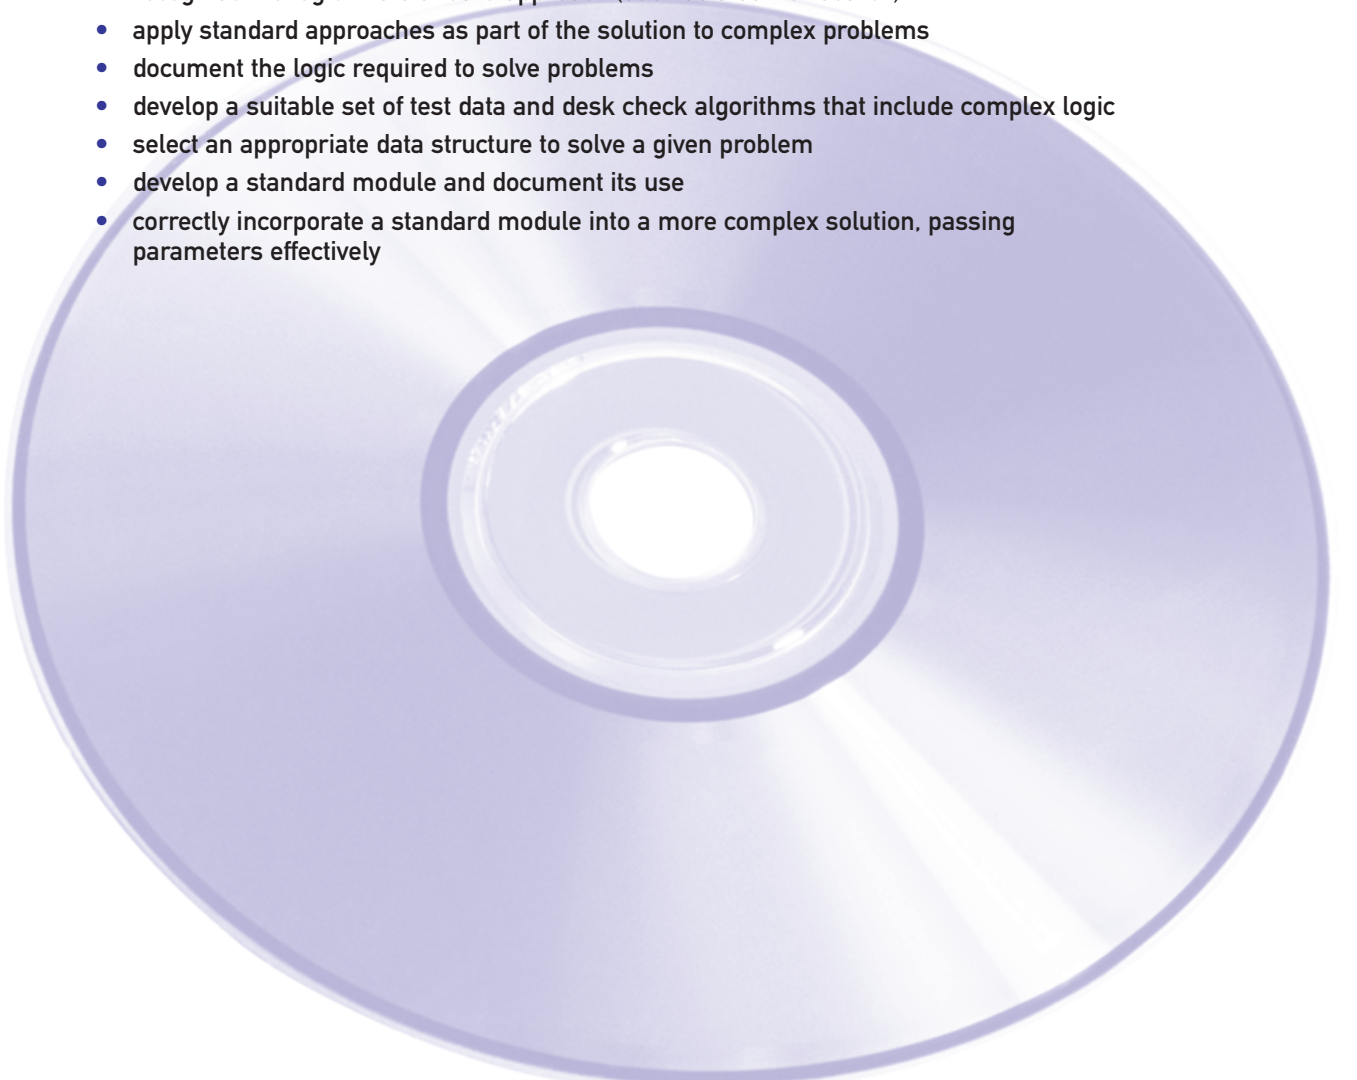 • apply standard approaches as part of the solution to complex problems
• document the logic required to solve problems
• develop a suitable set of test data and desk check algorithms that include complex logic
• select an appropriate data structure to solve a given problem
• develop a standard module and document its use
• correctly incorporate a standard module into a more complex solution, passing
parameters effectively